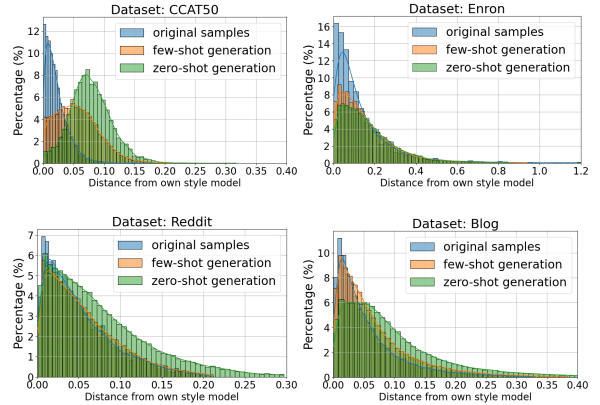 Dataset: CCAT50
Percentage (%)
12
10
8
6
4
2
0
original samples
few-shot generation
zero-shot generation
0.00 0.05 0.10 0.15 0.20 0.25 0.30 0.35 0.40
Distance from own style model
Dataset: Enron
Percentage (%)
16
14
12
10
8
6
4
2
0
original samples
few-shot generation
zero-shot generation
0.0 0.2 0.4 0.6 0.8 1.0 1.2
Distance from own style model
Dataset: Reddit
Percentage (%)
7
6
5
4
3
2
1
0
original samples
few-shot generation
zero-shot generation
0.00 0.05 0.10 0.15 0.20 0.25 0.30
Distance from own style model
Dataset: Blog
Percentage (%)
10
8
6
4
2
0
original samples
few-shot generation
zero-shot generation
0.00 0.05 0.10 0.15 0.20 0.25 0.30 0.35 0.40
Distance from own style model